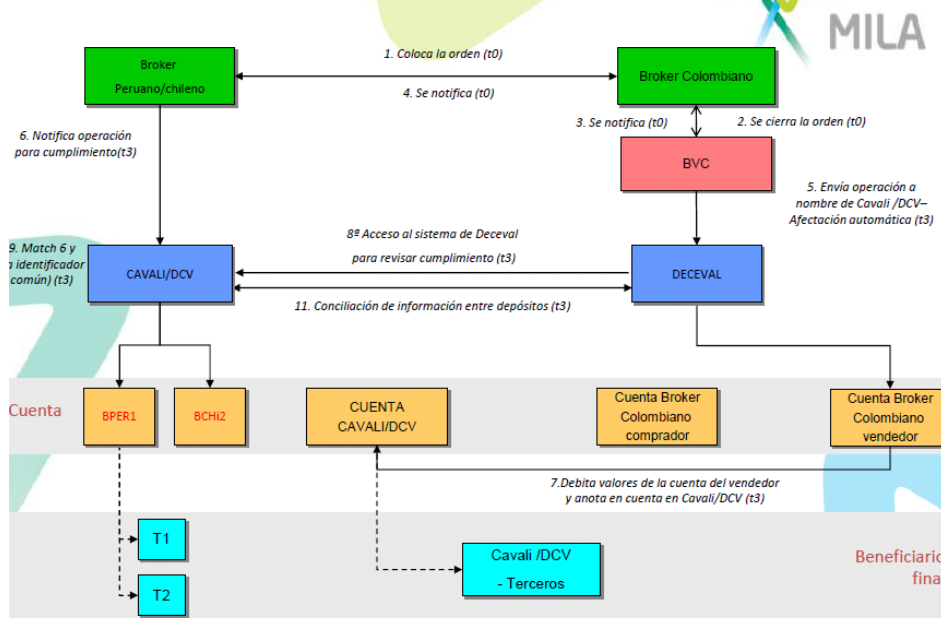 MILA
Broker
Peruano/chileno
1. Coloca la orden (t0)
4. Se notifica (t0)
Broker Colombiano
3. Se notifica (t0)
2. Se cierra la orden (t0)
BVC
6. Notifica operación
para cumplimiento(t3)
5. Envía operación a
nombre de Cavali /DCV–
Afectación automática (t3)
9. Match 6 y
a identificador
común) (t3)
CAVALI/DCV
8ª Acceso al sistema de Deceval
para revisar cumplimiento (t3)
DECEVAL
11. Conciliación de información entre depósitos (t3)
Cuenta
BPER1
BCHi2
CUENTA
CAVALI/DCV
Cuenta Broker
Colombiano
comprador
Cuenta Broker
Colombiano
vendedor
7.Debita valores de la cuenta del vendedor
y anota en cuenta en Cavali/DCV (t3)
T1
T2
Cavali /DCV
- Terceros
Beneficiario
fina